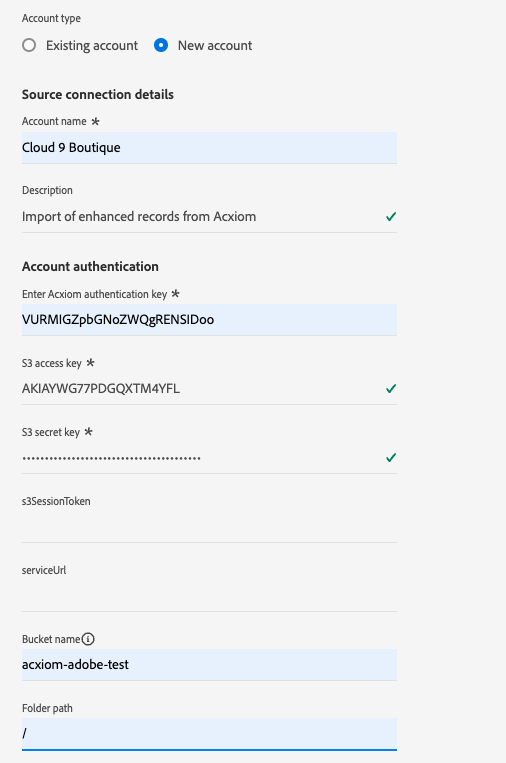 Account type
Existing account New account
Source connection details
Account name *
Cloud 9 Boutique
Description
Import of enhanced records from Acxiom
Account authentication
Enter Acxiom authentication key *
VURMIGZpbGNoZWQgRENSIDoo
S3 access key *
AKIAYWG77PDGQXTM4YFL
S3 secret key *
••••••••••••••••••••••••••••••••••••••••
s3SessionToken
serviceUrl
Bucket name
acxiom-adobe-test
Folder path
/